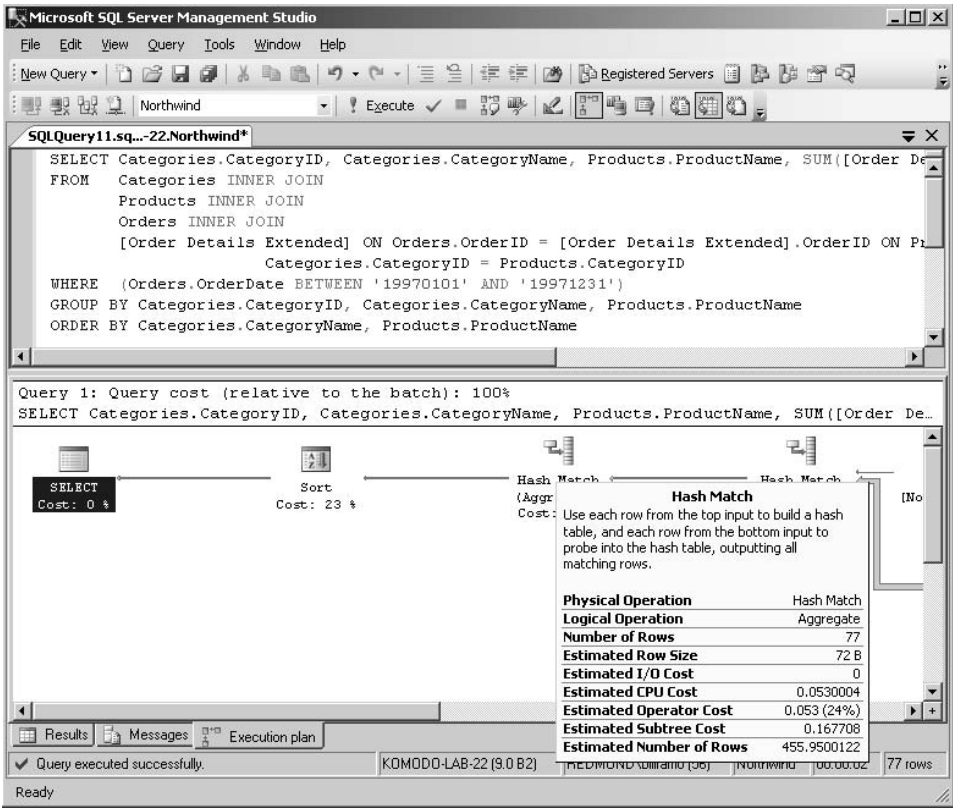 Microsoft SQL Server Management Studio
File Edit View Query Tools Window Help
New Query Registered Servers
Northwind Execute
SQLQuery11.sq...-22.Northwind*
SELECT Categories.CategoryID, Categories.CategoryName, Products.ProductName, SUM([Order De
FROM Categories INNER JOIN
Products INNER JOIN
Orders INNER JOIN
[Order Details Extended] ON Orders.OrderID = [Order Details Extended].OrderID ON Pr
Categories.CategoryID = Products.CategoryID
WHERE (Orders.OrderDate BETWEEN '19970101' AND '19971231')
GROUP BY Categories.CategoryID, Categories.CategoryName, Products.ProductName
ORDER BY Categories.CategoryName, Products.ProductName
Query 1: Query cost (relative to the batch): 100%
SELECT Categories.CategoryID, Categories.CategoryName, Products.ProductName, SUM([Order De...
SELECT
Cost: 0 %
Sort
Cost: 23 %
Hash Match
(Aggr
Cost:
Hash Match
[No
Hash Match
Use each row from the top input to build a hash
table, and each row from the bottom input to
probe into the hash table, outputting all
matching rows.
Physical Operation Hash Match
Logical Operation Aggregate
Number of Rows 77
Estimated Row Size 72 B
Estimated I/O Cost 0
Estimated CPU Cost 0.0530004
Estimated Operator Cost 0.053 (24%)
Estimated Subtree Cost 0.167708
Estimated Number of Rows 455.9500122
Results Messages Execution plan
Query executed successfully. KOMODO-LAB-22 (9.0 B2) REDMOND\billramo (56) Northwind 00:00:02 77 rows
Ready